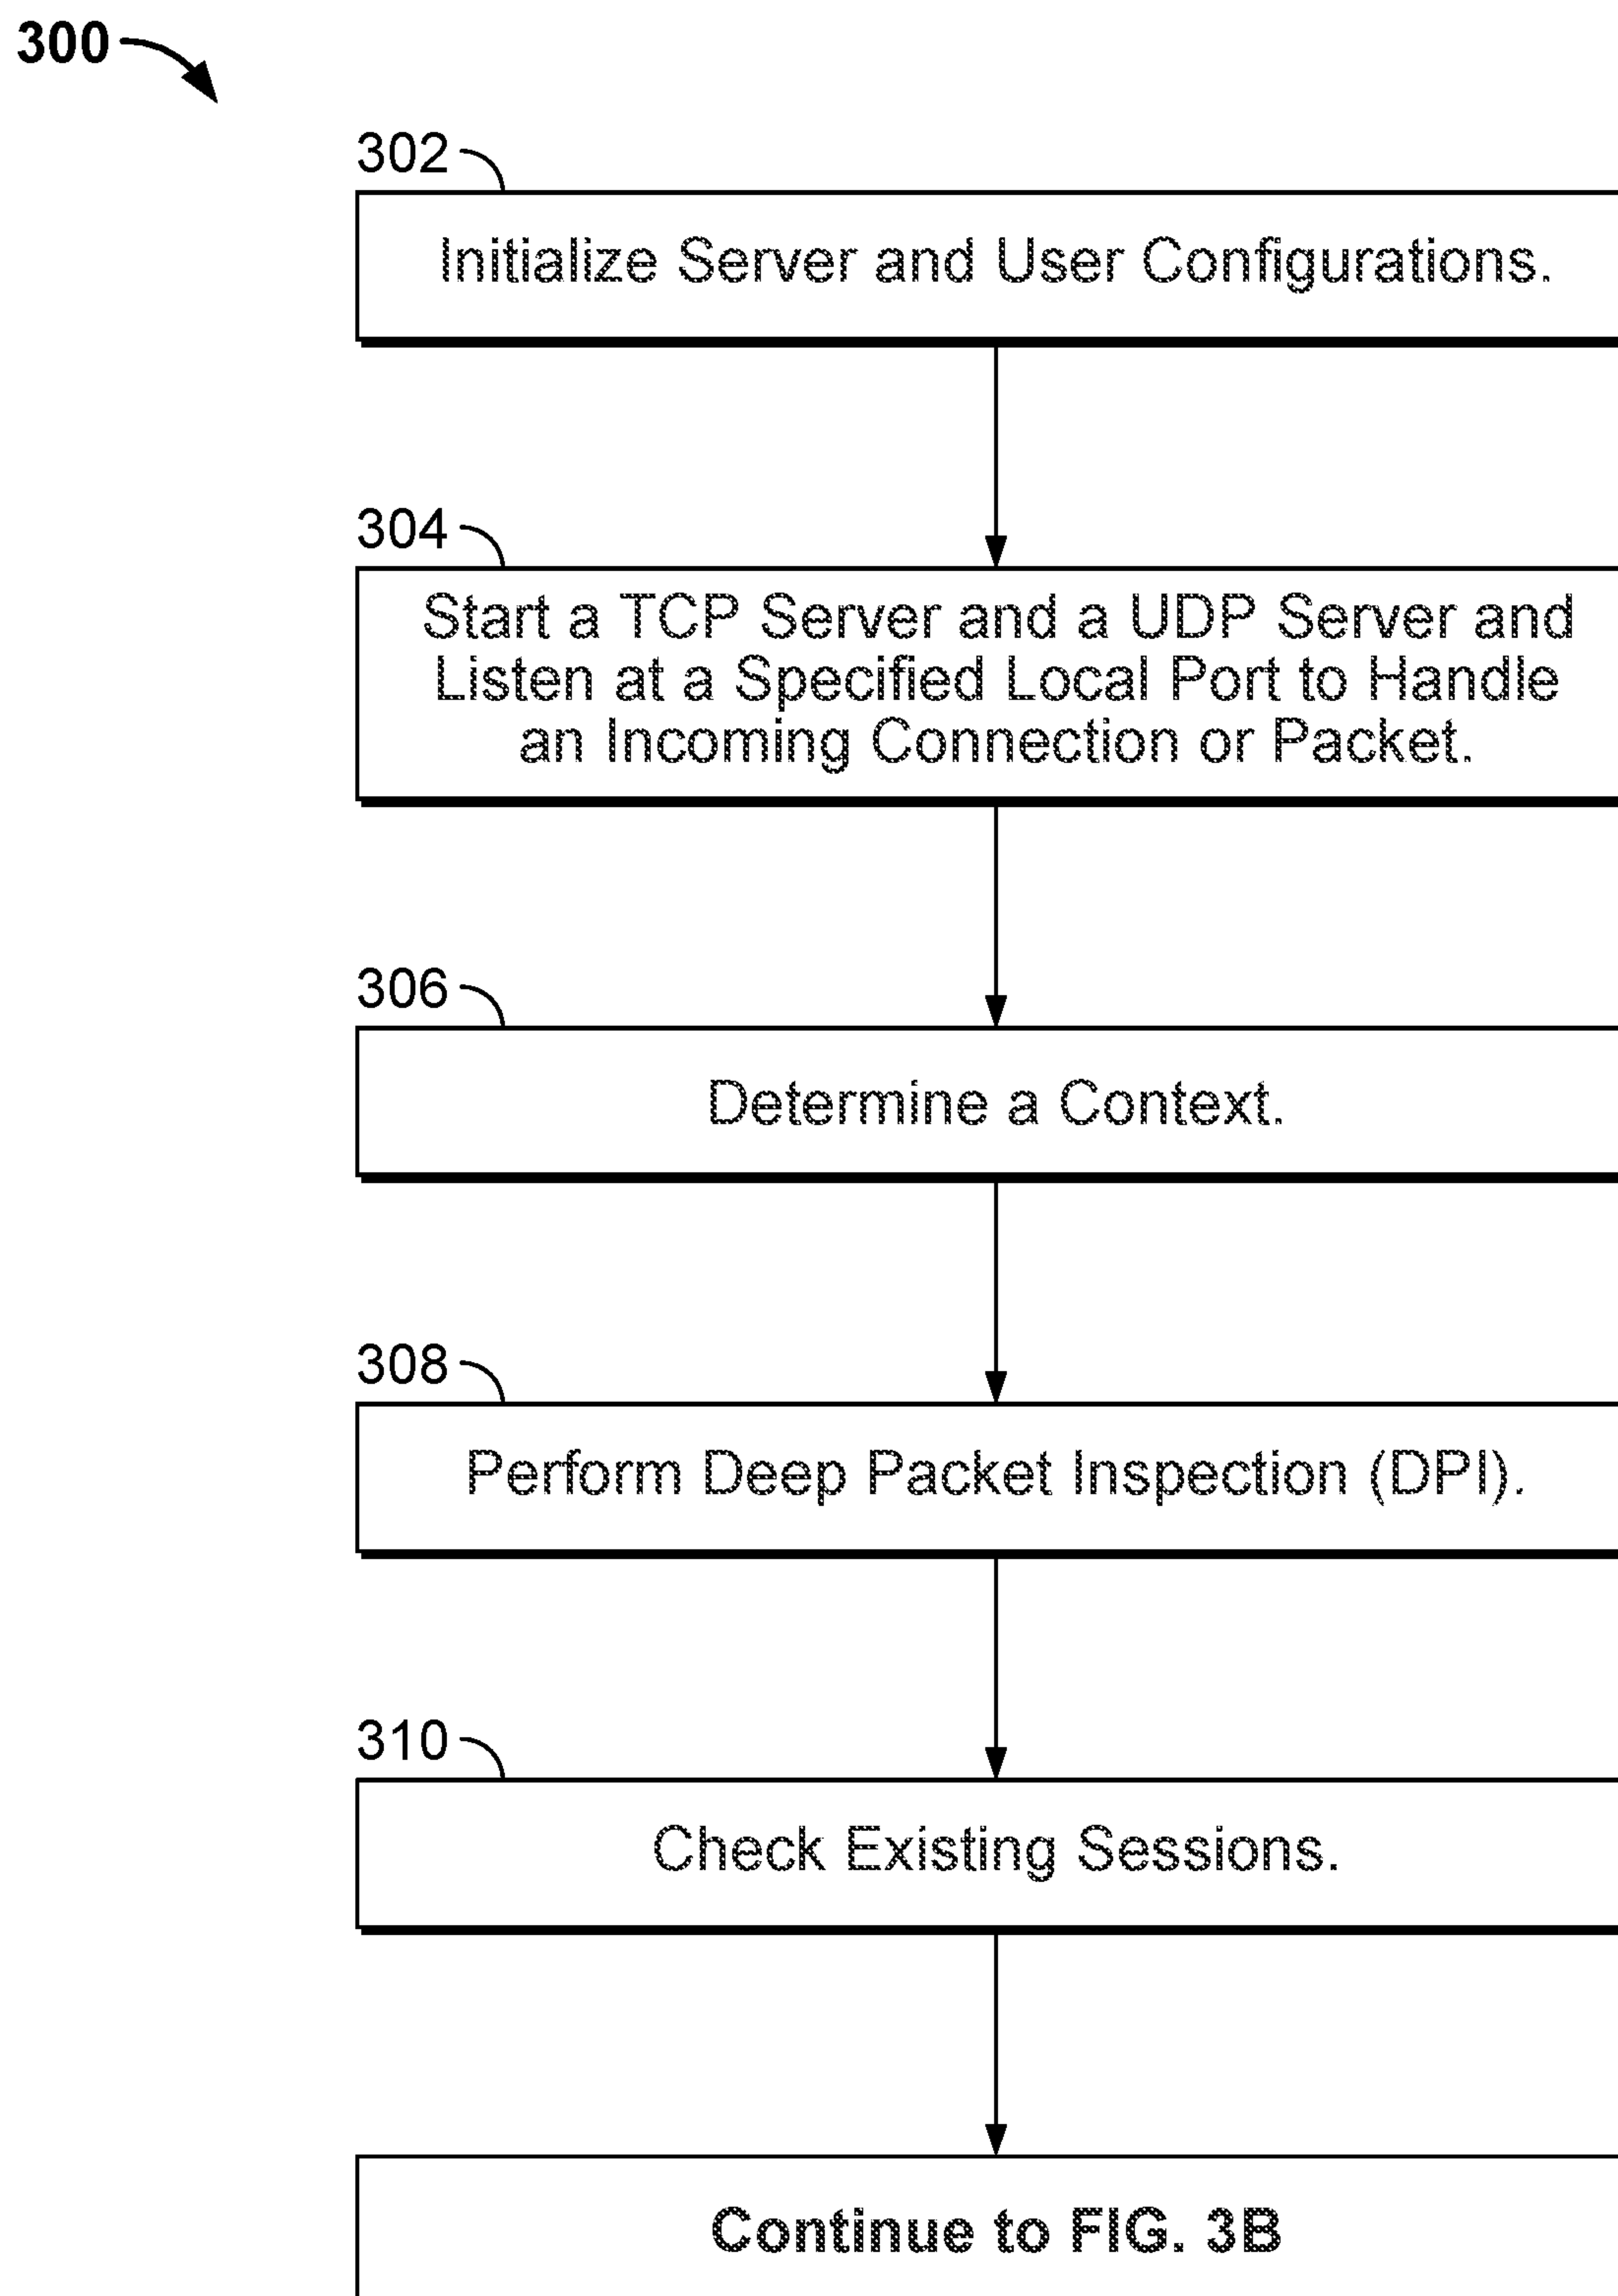 300
302
Initialize Server and User Configurations.
304
Start a TCP Server and a UDP Server and
Listen at a Specified Local Port to Handle
an Incoming Connection or Packet.
306
Determine a Context.
308
Perform Deep Packet Inspection (DPI).
310
Check Existing Sessions.
Continue to FIG. 3B